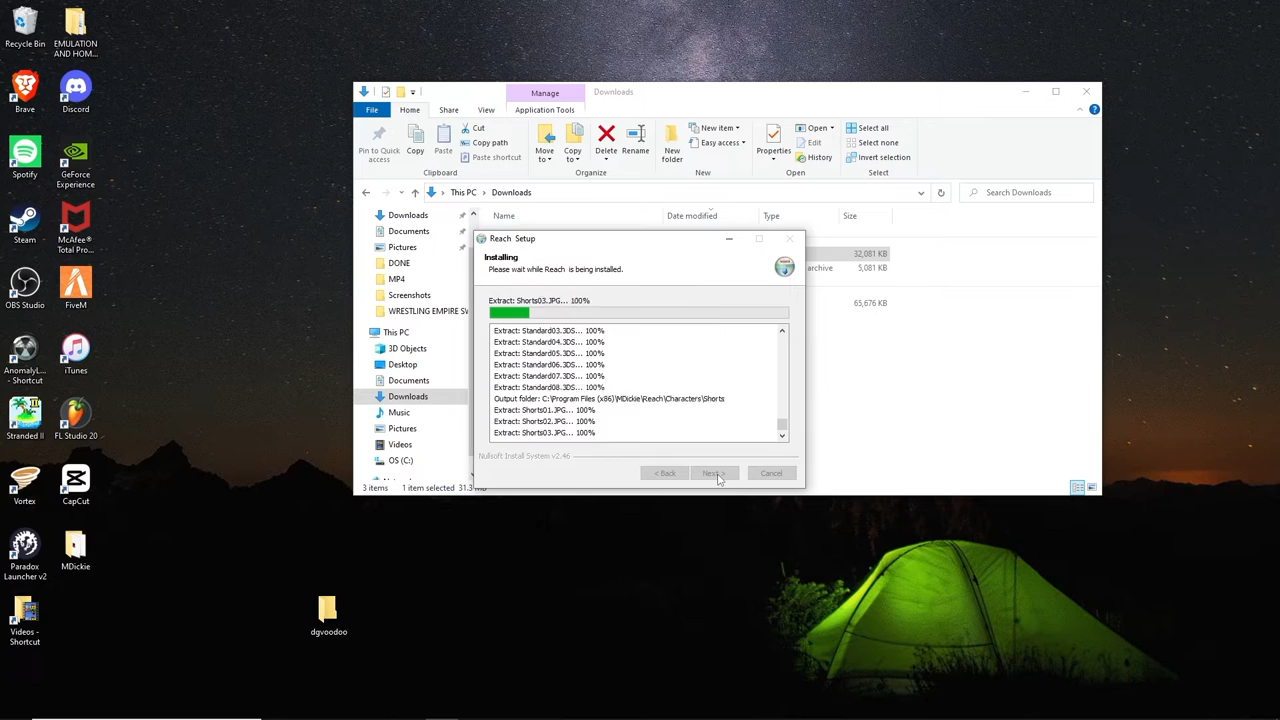 Recycle Bin
EMULATION
AND HOM...
Brave
Discord
Spotify
GeForce
Experience
Steam
McAfee®
Total Pro...
OBS Studio
FiveM
AnomalyL...
- Shortcut
iTunes
Stranded II
FL Studio 20
Vortex
CapCut
Paradox
Launcher v2
MDickie
Videos -
Shortcut
dgvoodoo
Manage
Downloads
File
Home
Share
View
Application Tools
Pin to Quick
access
Copy
Paste
Cut
Copy path
Paste shortcut
Clipboard
Move
to
Copy
to
Delete
Rename
Organize
New
folder
New item
Easy access
New
Properties
Open
Edit
History
Open
Select all
Select none
Invert selection
Select
This PC
Downloads
Search Downloads
Name
Date modified
Type
Size
Downloads
Documents
Pictures
DONE
MP4
Screenshots
WRESTLING EMPIRE SW
This PC
3D Objects
Desktop
Documents
Downloads
Music
Pictures
Videos
OS (C:)
32,081 KB
archive
5,081 KB
65,676 KB
3 items
1 item selected 31.3 MB
Reach Setup
Installing
Please wait while Reach is being installed.
Extract: Shorts03.JPG... 100%
Extract: Standard03.3DS... 100%
Extract: Standard04.3DS... 100%
Extract: Standard05.3DS... 100%
Extract: Standard06.3DS... 100%
Extract: Standard07.3DS... 100%
Extract: Standard08.3DS... 100%
Output folder: C:\Program Files (x86)\MDickie\Reach\Characters\Shorts
Extract: Shorts01.JPG... 100%
Extract: Shorts02.JPG... 100%
Extract: Shorts03.JPG... 100%
Nullsoft Install System v2.46
< Back
Next >
Cancel